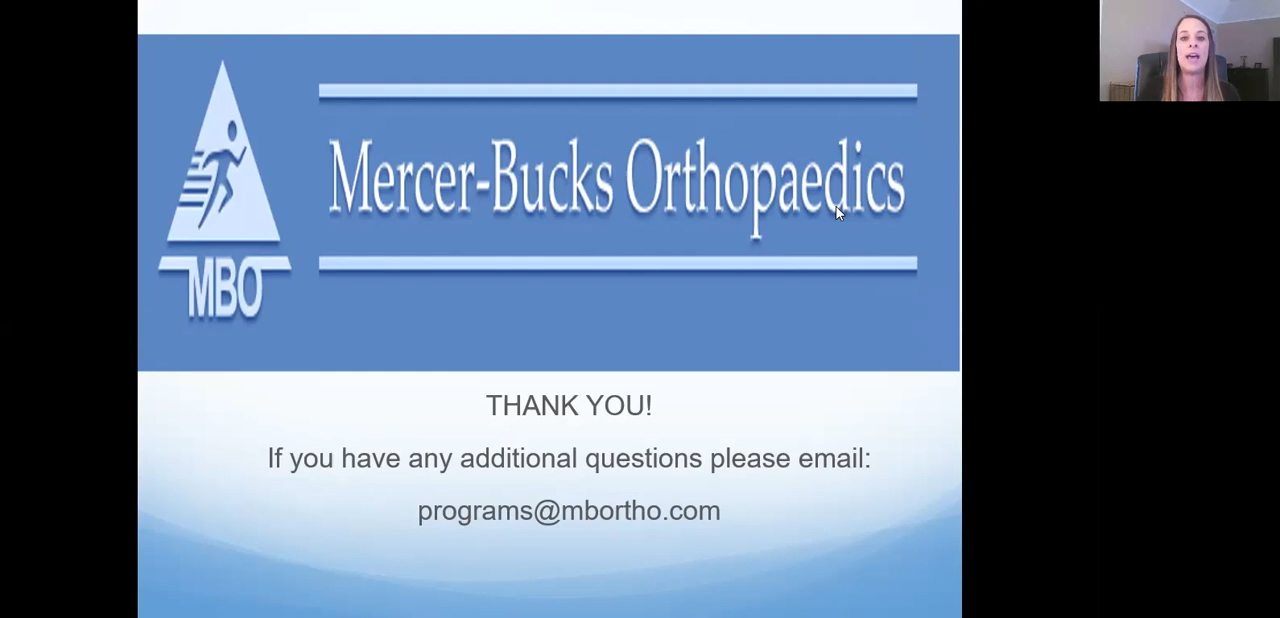 Mercer-Bucks Orthopaedics
MBO
THANK YOU!
If you have any additional questions please email:
programs@mbortho.com